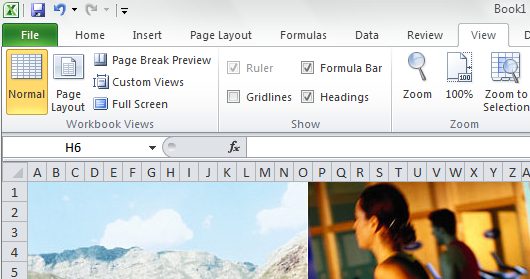 Book1
File Home Insert Page Layout Formulas Data Review View D
Normal Page Layout Page Break Preview Custom Views Full Screen
Workbook Views
Ruler Formula Bar
Gridlines Headings
Show
Zoom 100% Zoom to Selection
Zoom
H6 fx
A B C D E F G H I J K L M N O P Q R S T U V W X Y Z A
1
2
3
4
5